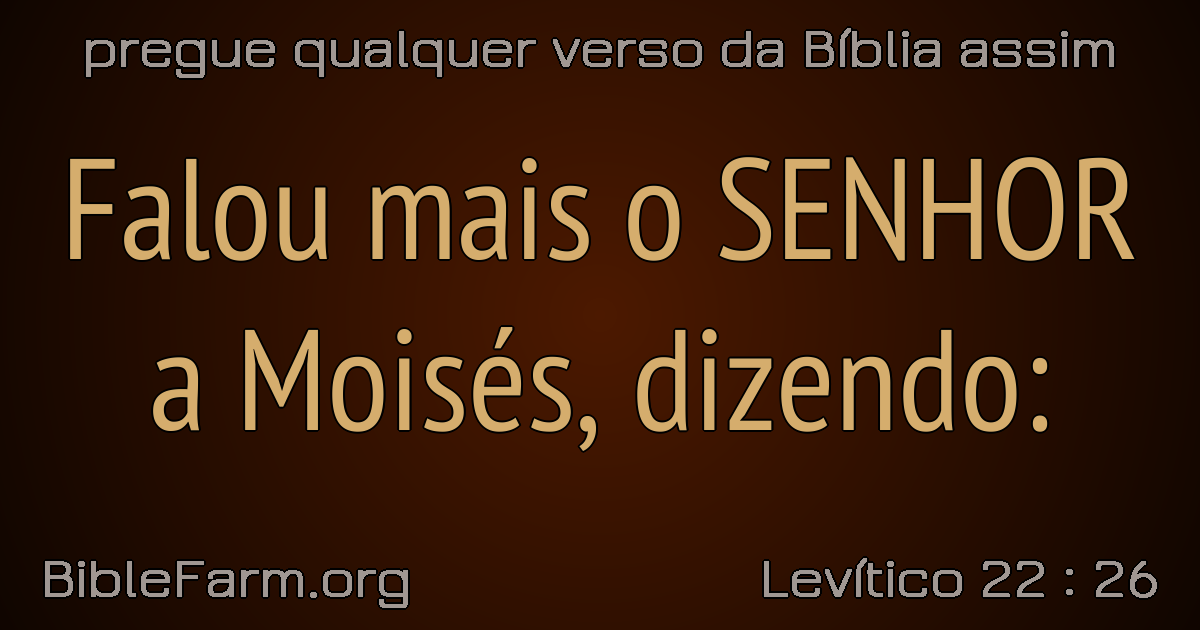 pregue qualquer verso da Bíblia assim
Falou mais o SENHOR
a Moisés, dizendo:
BibleFarm.org
Levítico 22 : 26